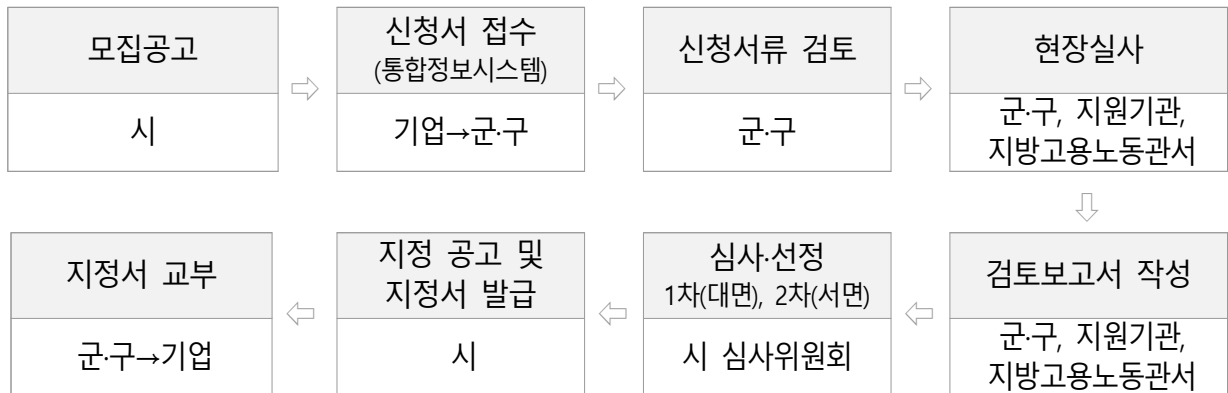 모집공고
시
신청서 접수
(통합정보시스템)
기업→군·구
신청서류 검토
군·구
현장실사
군·구, 지원기관,
지방고용노동관서
검토보고서 작성
군·구, 지원기관,
지방고용노동관서
심사·선정
1차(대면), 2차(서면)
시 심사위원회
지정 공고 및
지정서 발급
시
지정서 교부
군·구→기업